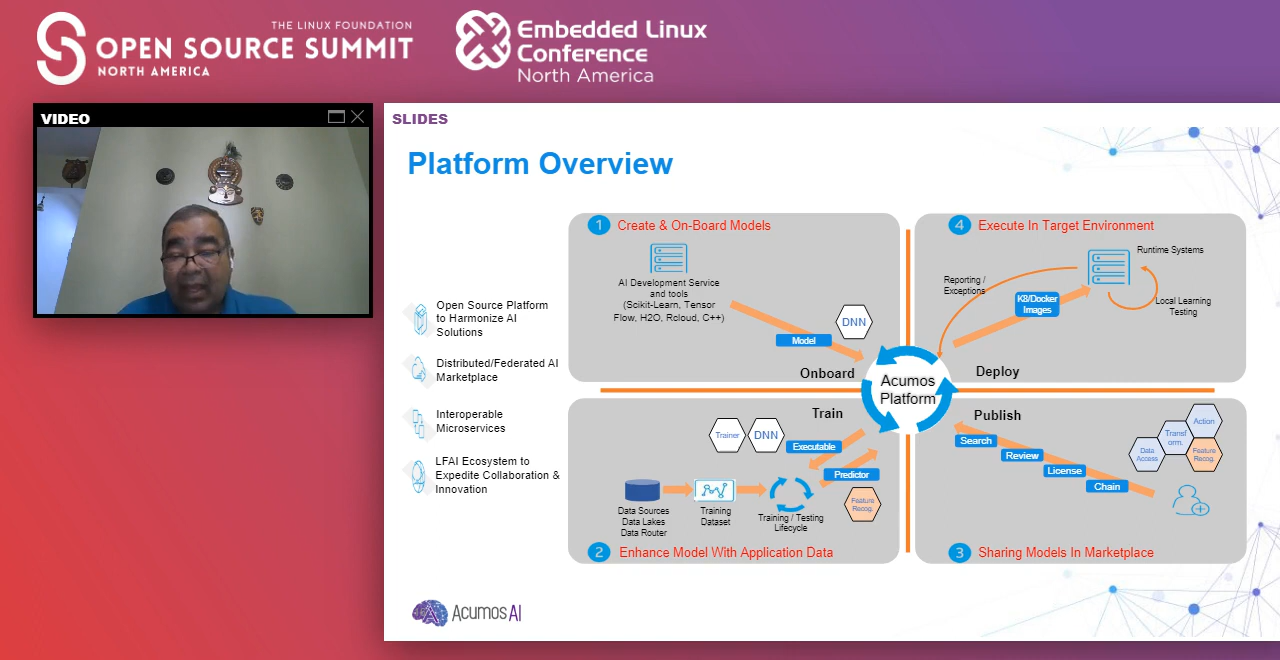 THE LINUX FOUNDATION
OPEN SOURCE SUMMIT
NORTH AMERICA
Embedded Linux
Conference
North America
VIDEO
SLIDES
Platform Overview
Open Source Platform
to Harmonize AI
Solutions
Distributed/Federated AI
Marketplace
Interoperable
Microservices
LFAI Ecosystem to
Expedite Collaboration &
Innovation
1 Create & On-Board Models
AI Development Service
and tools
(Scikit-Learn, Tensor
Flow, H2O, Rcloud, C++)
Model
DNN
Onboard
4 Execute In Target Environment
Runtime Systems
Reporting /
Exceptions
K8/Docker
Images
Local Learning
Testing
Deploy
Acumos
Platform
Train
Trainer
DNN
Executable
Predictor
Feature
Recog.
Data Sources
Data Lakes
Data Router
Training
Dataset
Training / Testing
Lifecycle
2 Enhance Model With Application Data
Publish
Search
Review
License
Chain
Action
Transf
orm.
Data
Access
Feature
Recog.
3 Sharing Models In Marketplace
Acumos AI